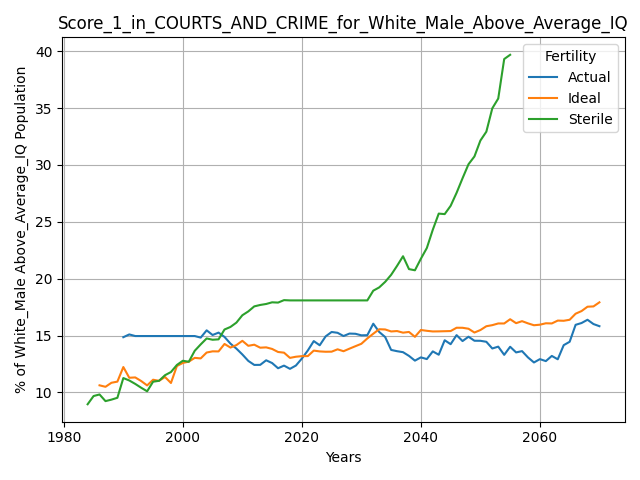 Score_1_in_COURTS_AND_CRIME_for_White_Male_Above_Average_IQ
% of White_Male Above_Average_IQ Population
40
35
30
25
20
15
10
Fertility
Actual
Ideal
Sterile
1980
2000
2020
2040
2060
Years